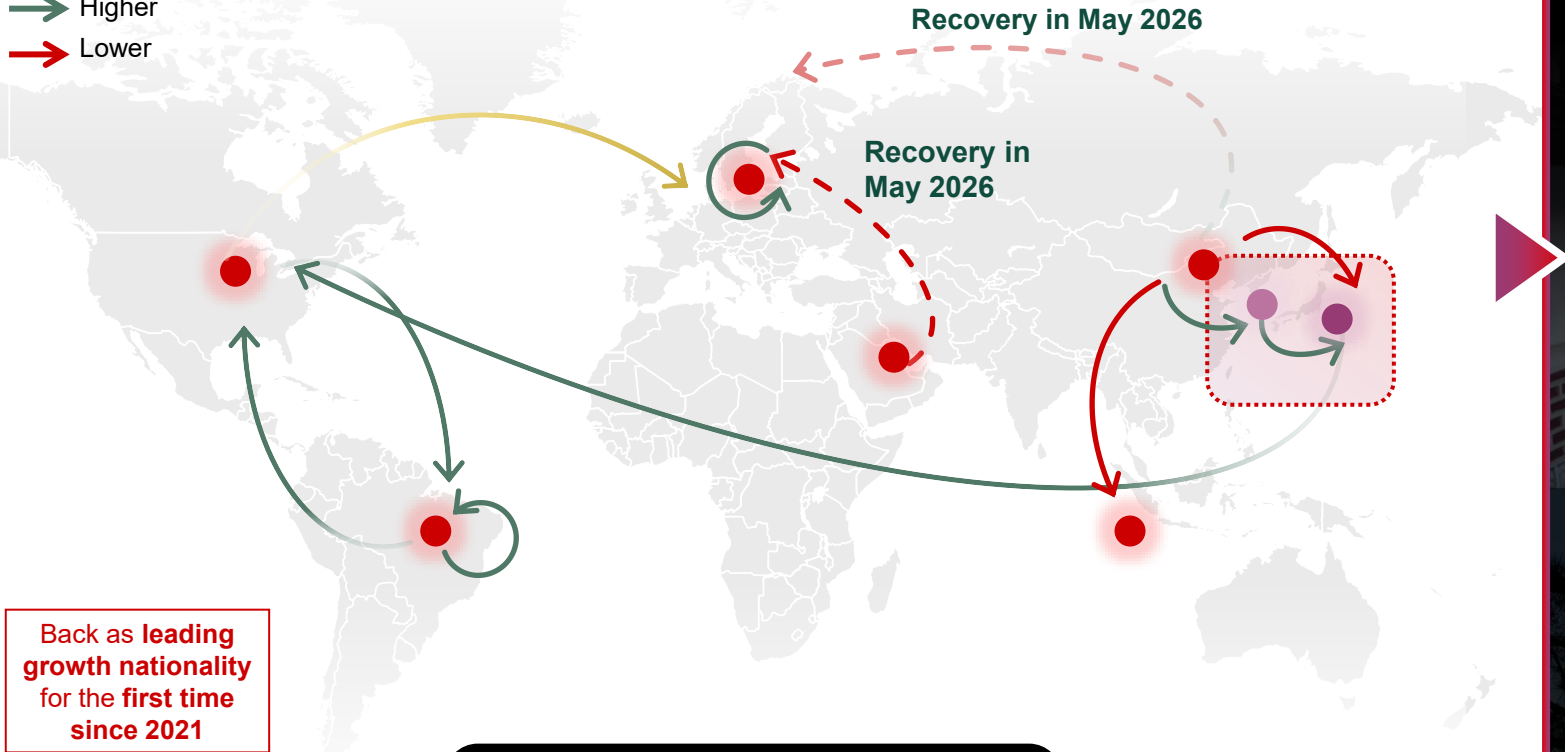 Higher
Lower
Recovery in May 2026
Recovery in
May 2026
Back as leading
growth nationality
for the first time
since 2021